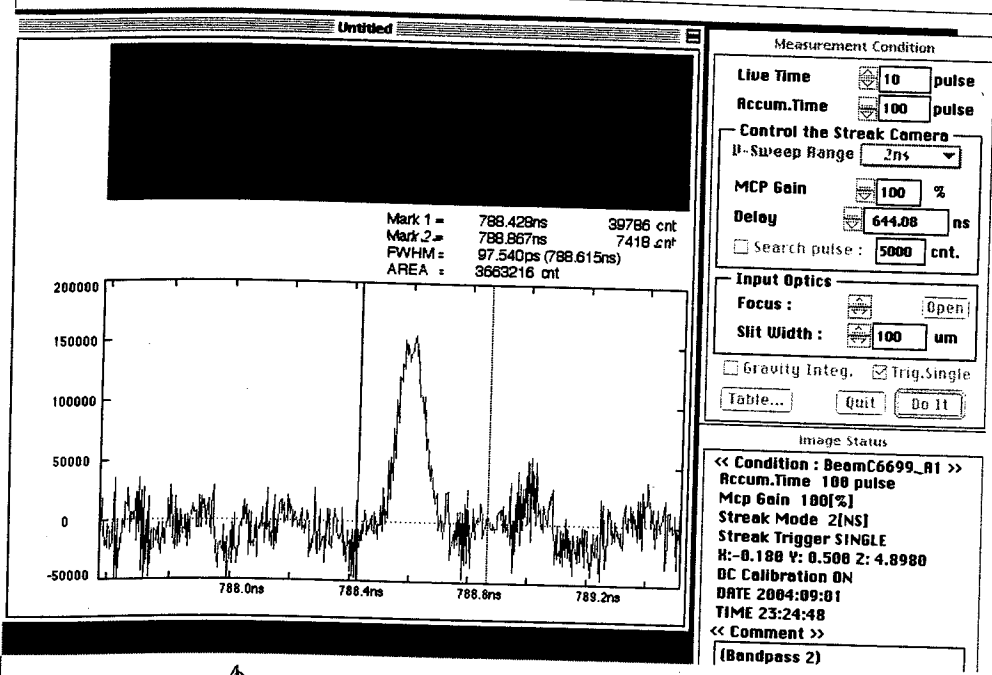 Untitled
Mark 1 = 788.428ns 39786 cnt
Mark 2 = 788.867ns 7418 cnt
FWHM = 97.540ps (788.615ns)
AREA = 3663216 cnt
200000
150000
100000
50000
0
-50000
788.0ns 788.4ns 788.8ns 789.2ns
Measurement Condition
Live Time 10 pulse
Accum.Time 100 pulse
Control the Streak Camera
V-Sweep Range 2ns
MCP Gain 100 %
Delay 644.08 ns
Search pulse : 5000 cnt.
Input Optics
Focus : Open
Slit Width : 100 um
Gravity Integ. Trig.Single
Table... Quit Do It
Image Status
<< Condition : BeamC6699_A1 >>
Accum.Time 100 pulse
Mcp Gain 100[%]
Streak Mode 2[NS]
Streak Trigger SINGLE
X:-0.180 Y: 0.500 Z: 4.8980
DC Calibration ON
DATE 2004:09:01
TIME 23:24:48
<< Comment >>
(Bandpass 2)